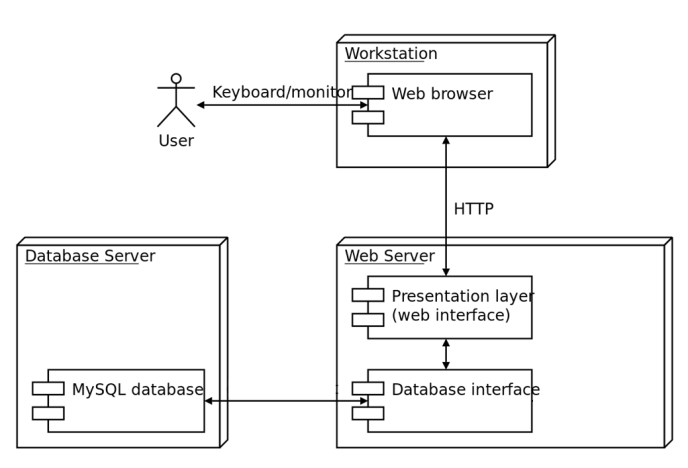 Workstation
Keyboard/monitor
Web browser
User
HTTP
Database Server
Web Server
Presentation layer
(web interface)
MySQL database
Database interface